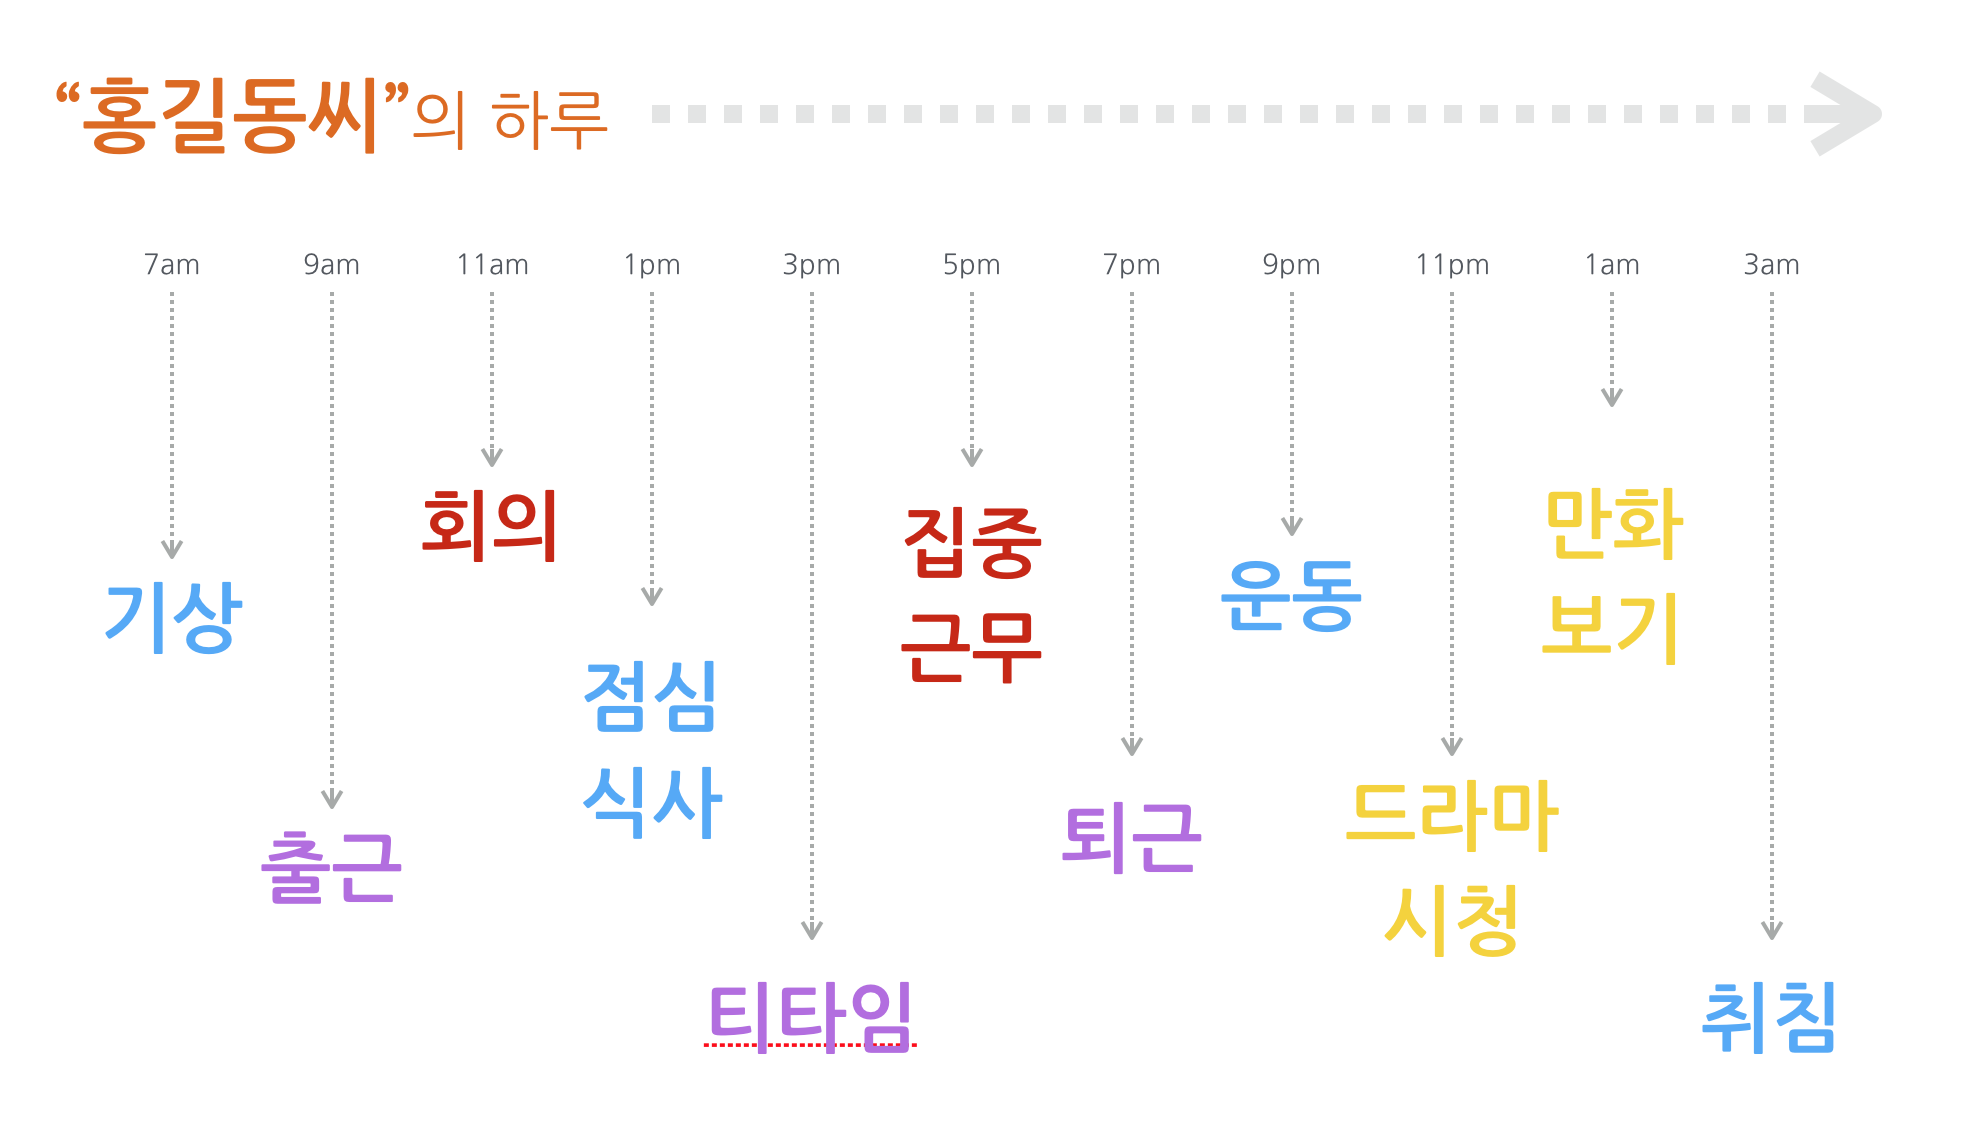 “홍길동씨”의 하루
7am 9am 11am 1pm 3pm 5pm 7pm 9pm 11pm 1am 3am
기상
출근
회의
점심
식사
티타임
집중
근무
퇴근
운동
드라마
시청
만화
보기
취침